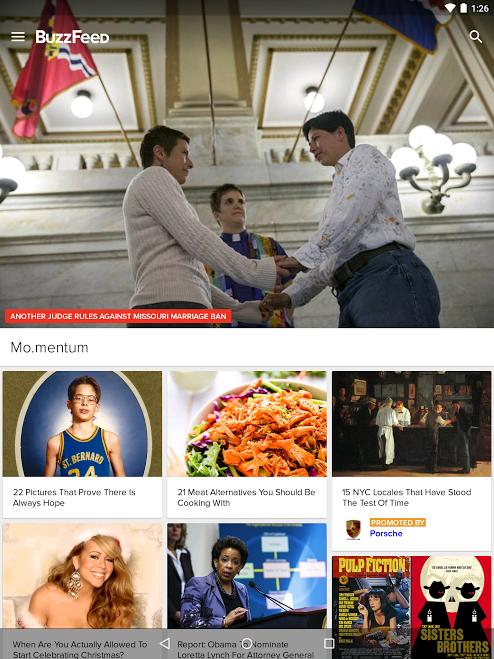 1:26
BuzzFeed
ANOTHER JUDGE RULES AGAINST MISSOURI MARRIAGE BAN
Mo.mentum
ST. BERNARD
24
22 Pictures That Prove There Is
Always Hope
21 Meat Alternatives You Should Be
Cooking With
15 NYC Locales That Have Stood
The Test Of Time
PROMOTED BY
Porsche
PULP FICTION
SISTERS
BROTHERS
When Are You Actually Allowed To
Start Celebrating Christmas?
Report: Obama To Nominate
Loretta Lynch For Attorney General